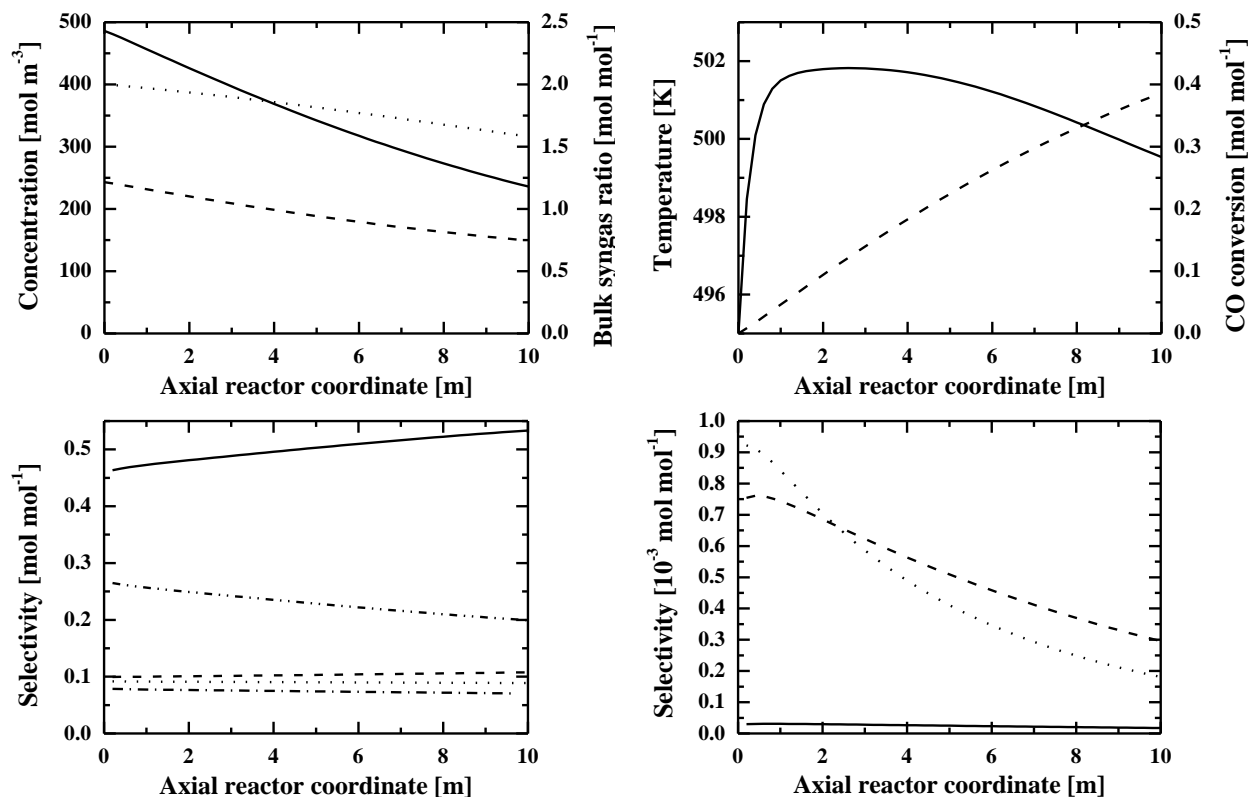 500
400
300
200
100
0
Concentration [mol m-3]
2.5
2.0
1.5
1.0
0.5
0.0
Bulk syngas ratio [mol mol-1]
0 2 4 6 8 10
Axial reactor coordinate [m]
502
500
498
496
Temperature [K]
0.5
0.4
0.3
0.2
0.1
0.0
CO conversion [mol mol-1]
0 2 4 6 8 10
Axial reactor coordinate [m]
0.5
0.4
0.3
0.2
0.1
0.0
Selectivity [mol mol-1]
0 2 4 6 8 10
Axial reactor coordinate [m]
1.0
0.9
0.8
0.7
0.6
0.5
0.4
0.3
0.2
0.1
0.0
Selectivity [10-3 mol mol-1]
0 2 4 6 8 10
Axial reactor coordinate [m]